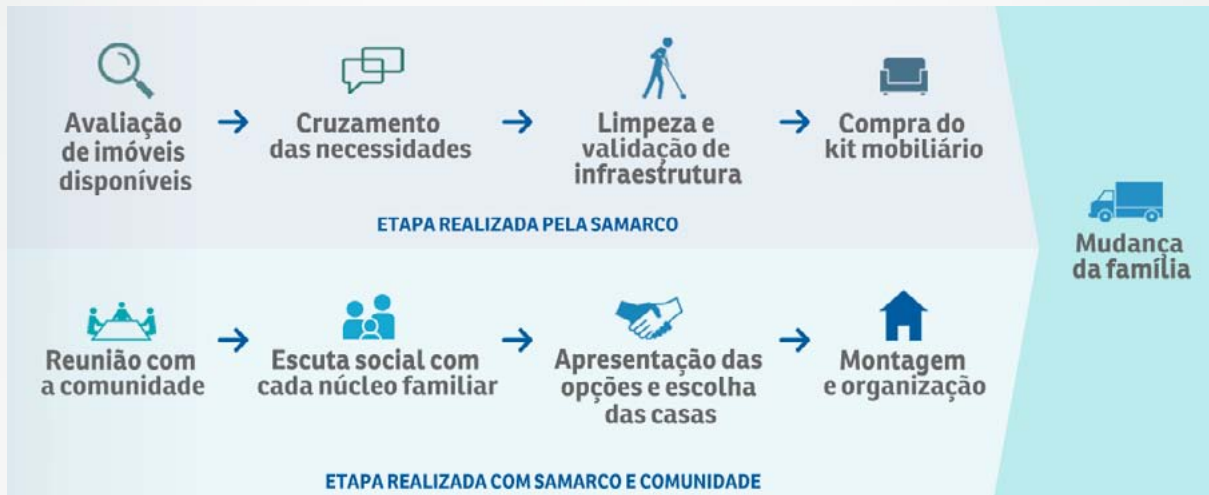 Avaliação
de imóveis
disponíveis
Cruzamento
das necessidades
Limpeza e
validação de
infraestrutura
Compra do
kit mobiliário
ETAPA REALIZADA PELA SAMARCO
Reunião com
a comunidade
Escuta social com
cada núcleo familiar
Apresentação das
opções e escolha
das casas
Montagem
e organização
ETAPA REALIZADA COM SAMARCO E COMUNIDADE
Mudança
da família